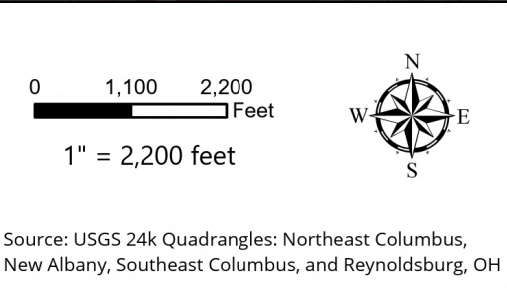 N
0 1,100 2,200
Feet
W E
1" = 2,200 feet
S
Source: USGS 24k Quadrangles: Northeast Columbus,
New Albany, Southeast Columbus, and Reynoldsburg, OH